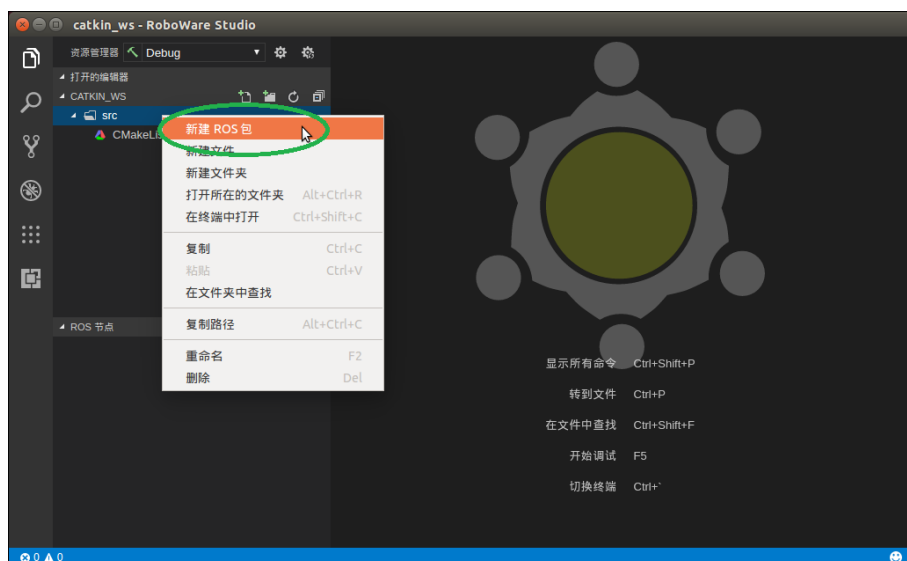 catkin_ws - RoboWare Studio
资源管理器 Debug
打开的编辑器
CATKIN_WS
src
CMakeLis
新建 ROS 包
新建文件
新建文件夹
打开所在的文件夹 Alt+Ctrl+R
在终端中打开 Ctrl+Shift+C
复制 Ctrl+C
粘贴 Ctrl+V
在文件夹中查找
复制路径 Alt+Ctrl+C
重命名 F2
删除 Del
ROS 节点
显示所有命令 Ctrl+Shift+P
转到文件 Ctrl+P
在文件中查找 Ctrl+Shift+F
开始调试 F5
切换终端 Ctrl+`
0 0